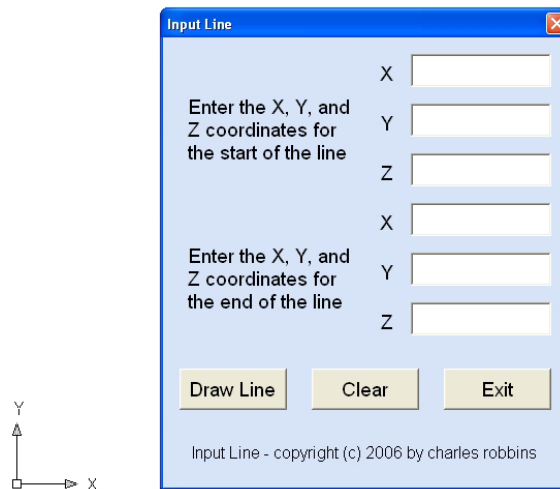 Input Line
X
Enter the X, Y, and
Z coordinates for
the start of the line
Y
Z
X
Enter the X, Y, and
Z coordinates for
the end of the line
Y
Z
Draw Line
Clear
Exit
Input Line - copyright (c) 2006 by charles robbins
Y
X